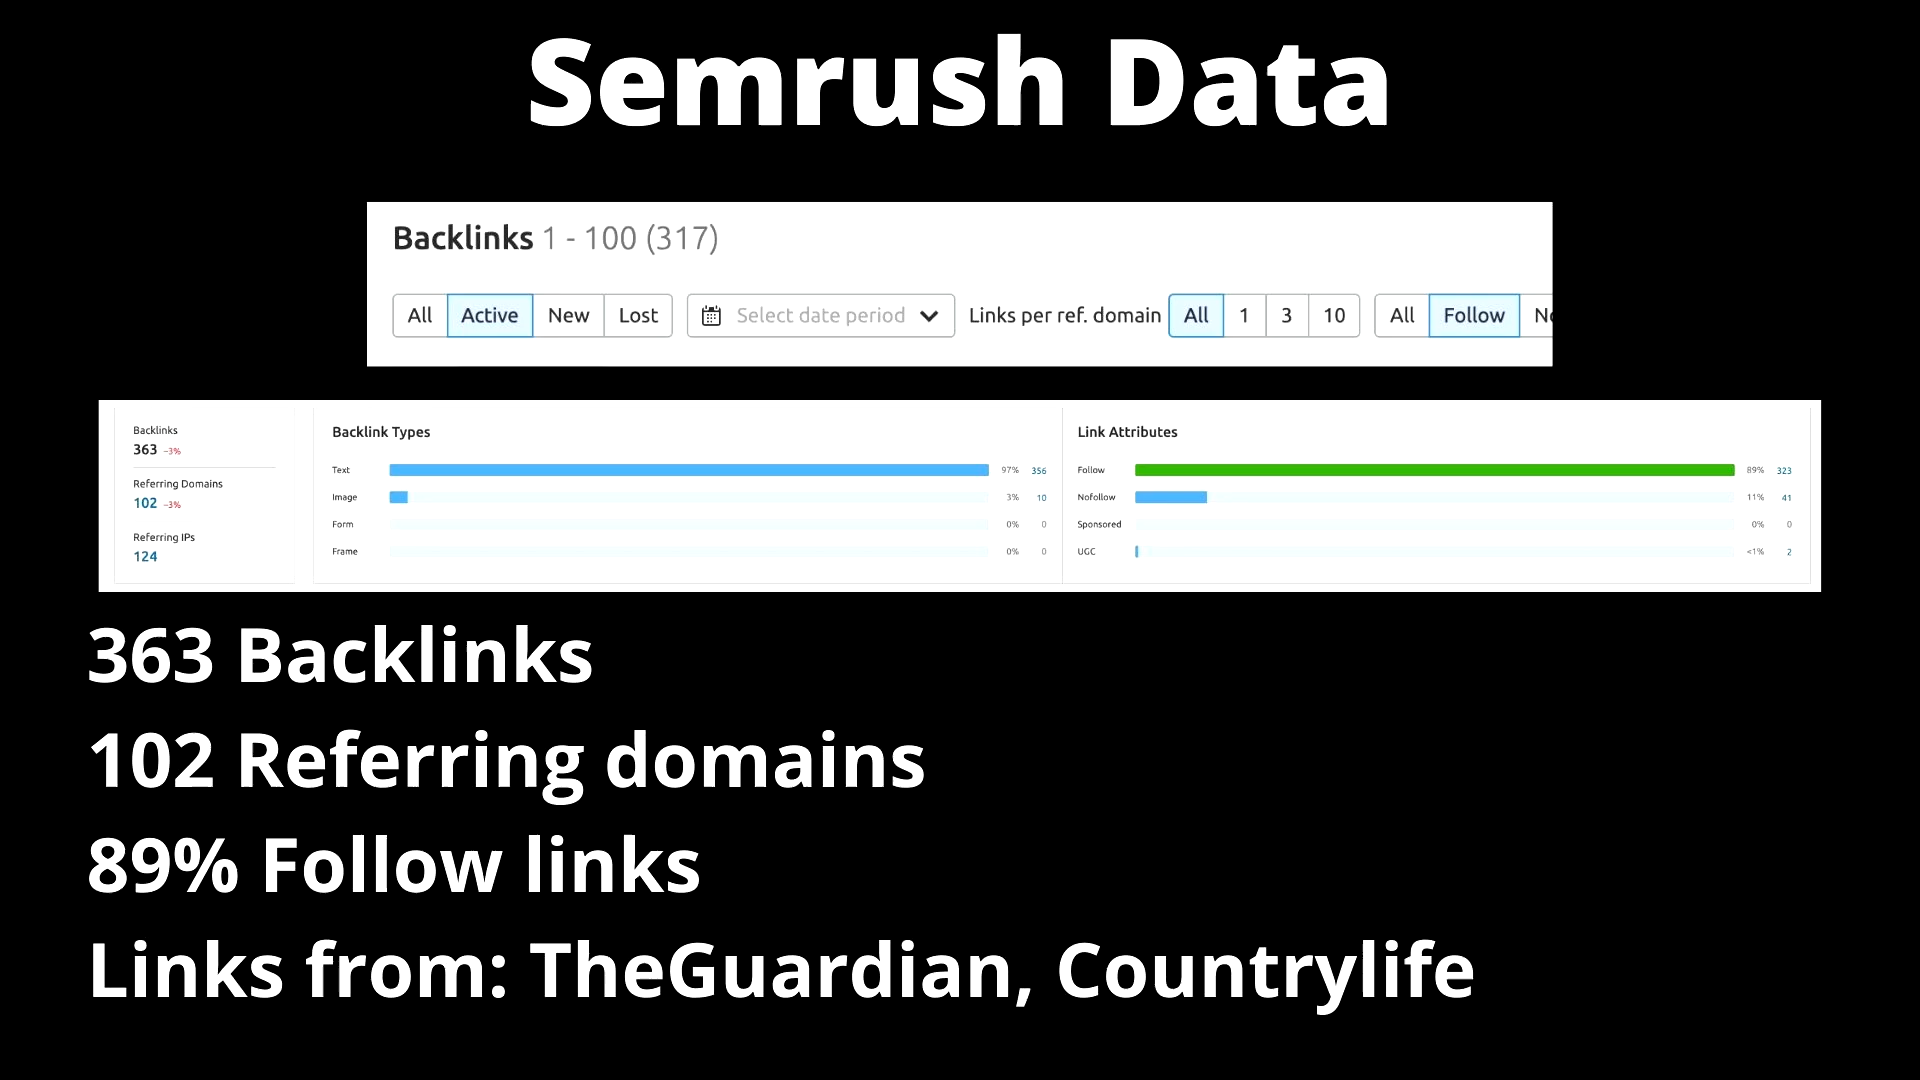 Semrush Data
Backlinks 1 - 100 (317)
All Active New Lost Select date period Links per ref. domain All 1 3 10 All Follow No
Backlinks
363 -3%
Referring Domains
102 -3%
Referring IPs
124
Backlink Types
Text 97% 356
Image 3% 10
Form 0% 0
Frame 0% 0
Link Attributes
Follow 89% 323
Nofollow 11% 41
Sponsored 0% 0
UGC <1% 2
363 Backlinks
102 Referring domains
89% Follow links
Links from: TheGuardian, Countrylife